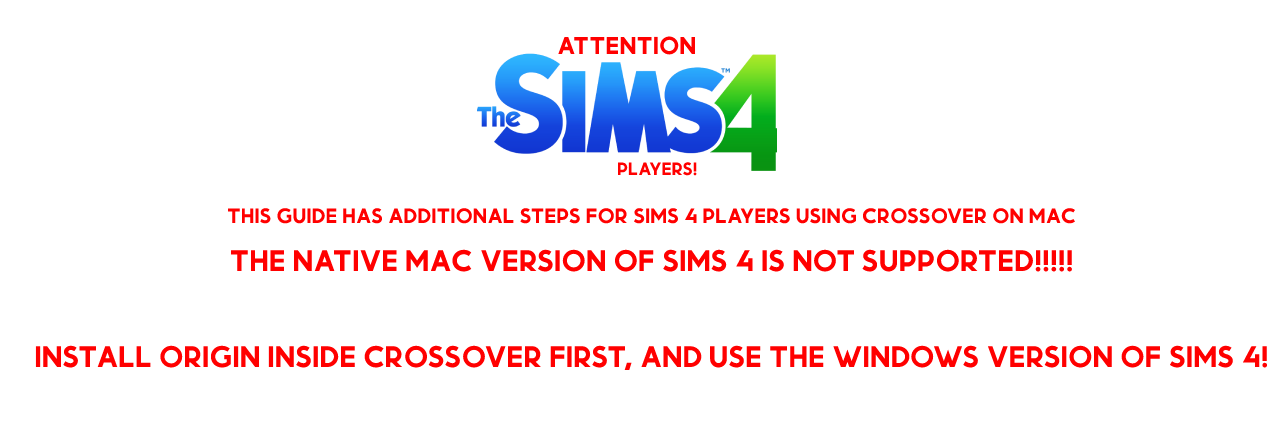 ATTENTION
The SIMS 4™
PLAYERS!
THIS GUIDE HAS ADDITIONAL STEPS FOR SIMS 4 PLAYERS USING CROSSOVER ON MAC
THE NATIVE MAC VERSION OF SIMS 4 IS NOT SUPPORTED!!!!!
INSTALL ORIGIN INSIDE CROSSOVER FIRST, AND USE THE WINDOWS VERSION OF SIMS 4!